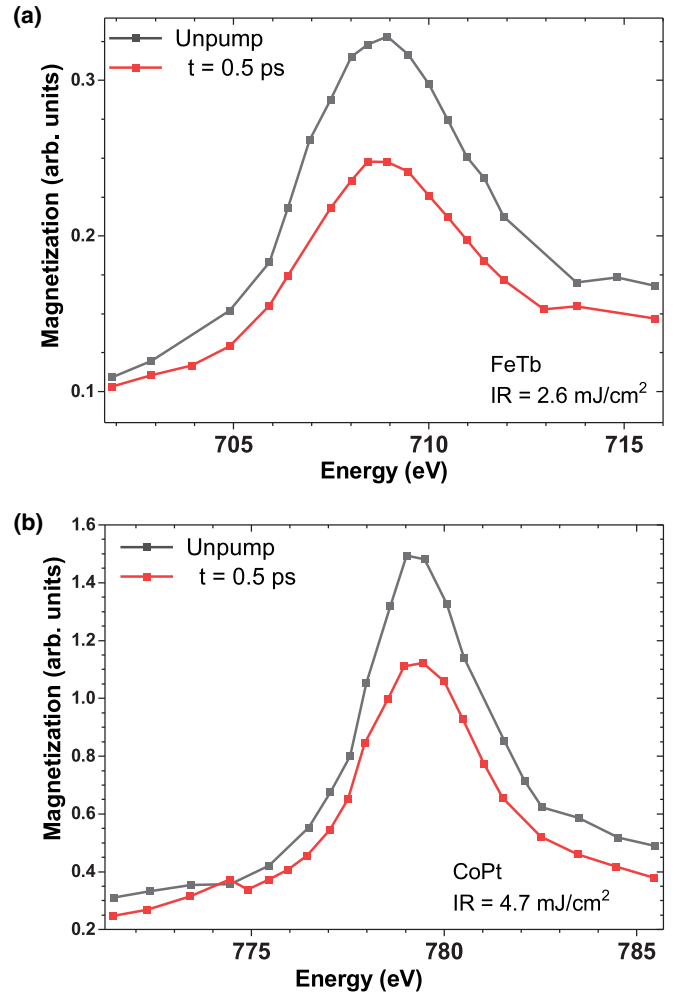 (a)
Unpump
t = 0.5 ps
0.3
0.2
0.1
Magnetization (arb. units)
FeTb
IR = 2.6 mJ/cm²
705 710 715
Energy (eV)
(b)
Unpump
t = 0.5 ps
1.6
1.4
1.2
1.0
0.8
0.6
0.4
0.2
Magnetization (arb. units)
CoPt
IR = 4.7 mJ/cm²
775 780 785
Energy (eV)